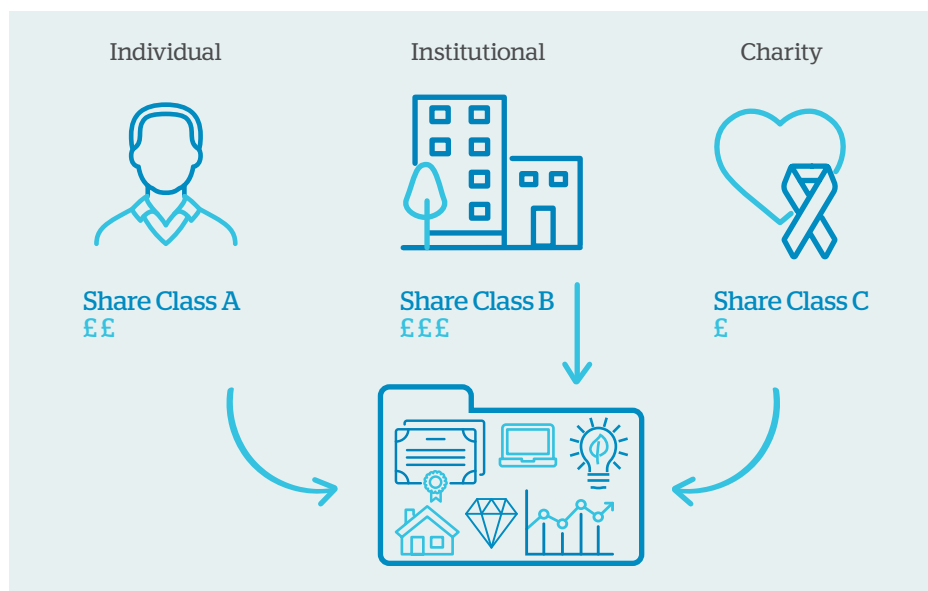 Individual
Institutional
Charity
Share Class A
££
Share Class B
£££
Share Class C
£